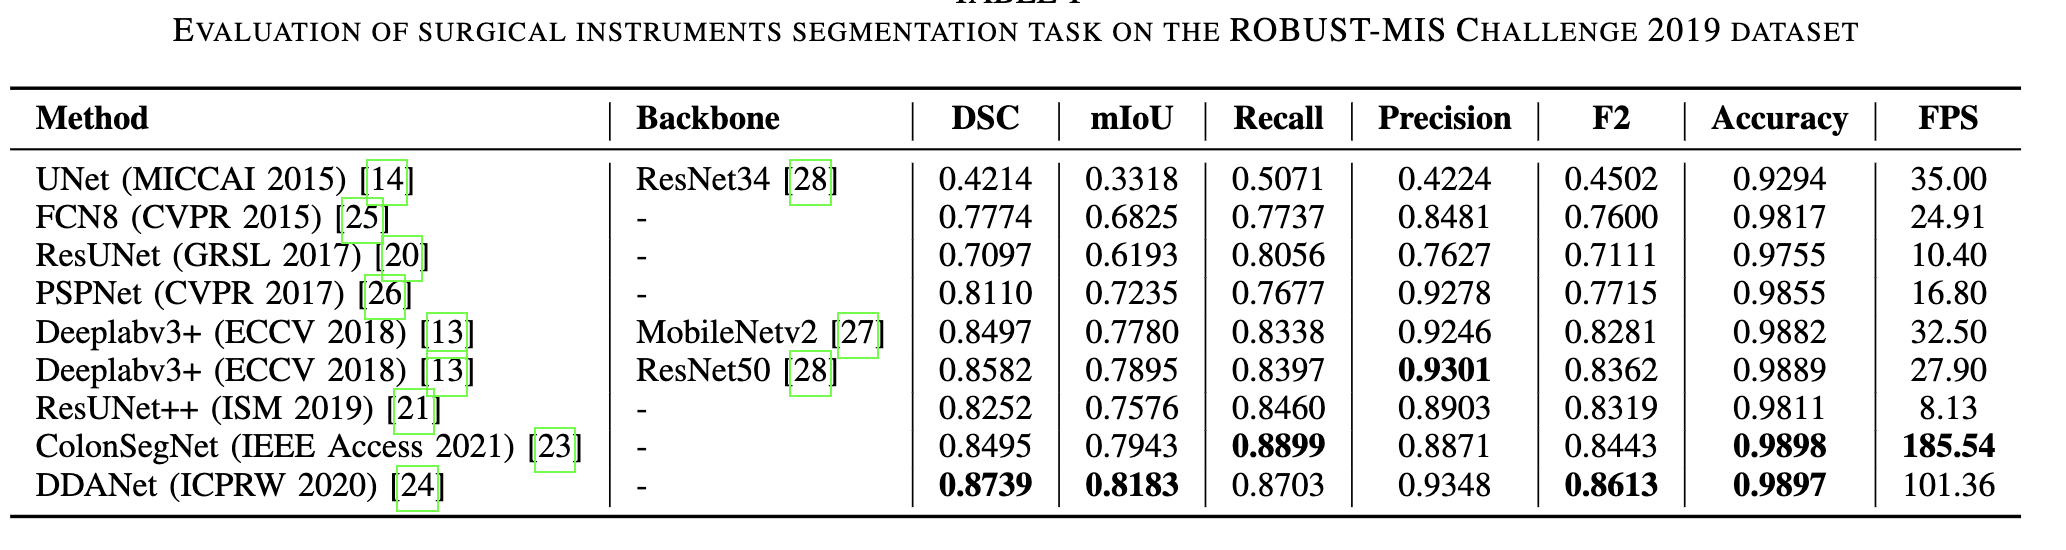 EVALUATION OF SURGICAL INSTRUMENTS SEGMENTATION TASK ON THE ROBUST-MIS CHALLENGE 2019 DATASET
Method Backbone DSC mIoU Recall Precision F2 Accuracy FPS
UNet (MICCAI 2015) [14] ResNet34 [28] 0.4214 0.3318 0.5071 0.4224 0.4502 0.9294 35.00
FCN8 (CVPR 2015) [25] - 0.7774 0.6825 0.7737 0.8481 0.7600 0.9817 24.91
ResUNet (GRSL 2017) [20] - 0.7097 0.6193 0.8056 0.7627 0.7111 0.9755 10.40
PSPNet (CVPR 2017) [26] - 0.8110 0.7235 0.7677 0.9278 0.7715 0.9855 16.80
Deeplabv3+ (ECCV 2018) [13] MobileNetv2 [27] 0.8497 0.7780 0.8338 0.9246 0.8281 0.9882 32.50
Deeplabv3+ (ECCV 2018) [13] ResNet50 [28] 0.8582 0.7895 0.8397 0.9301 0.8362 0.9889 27.90
ResUNet++ (ISM 2019) [21] - 0.8252 0.7576 0.8460 0.8903 0.8319 0.9811 8.13
ColonSegNet (IEEE Access 2021) [23] - 0.8495 0.7943 0.8899 0.8871 0.8443 0.9898 185.54
DDANet (ICPRW 2020) [24] - 0.8739 0.8183 0.8703 0.9348 0.8613 0.9897 101.36